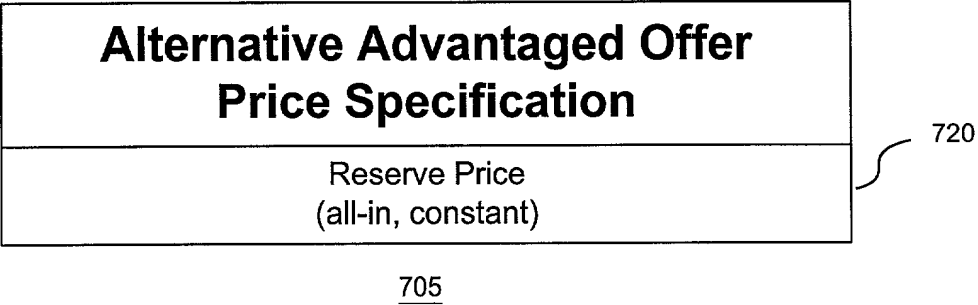 Alternative Advantaged Offer
Price Specification
720
Reserve Price
(all-in, constant)
705